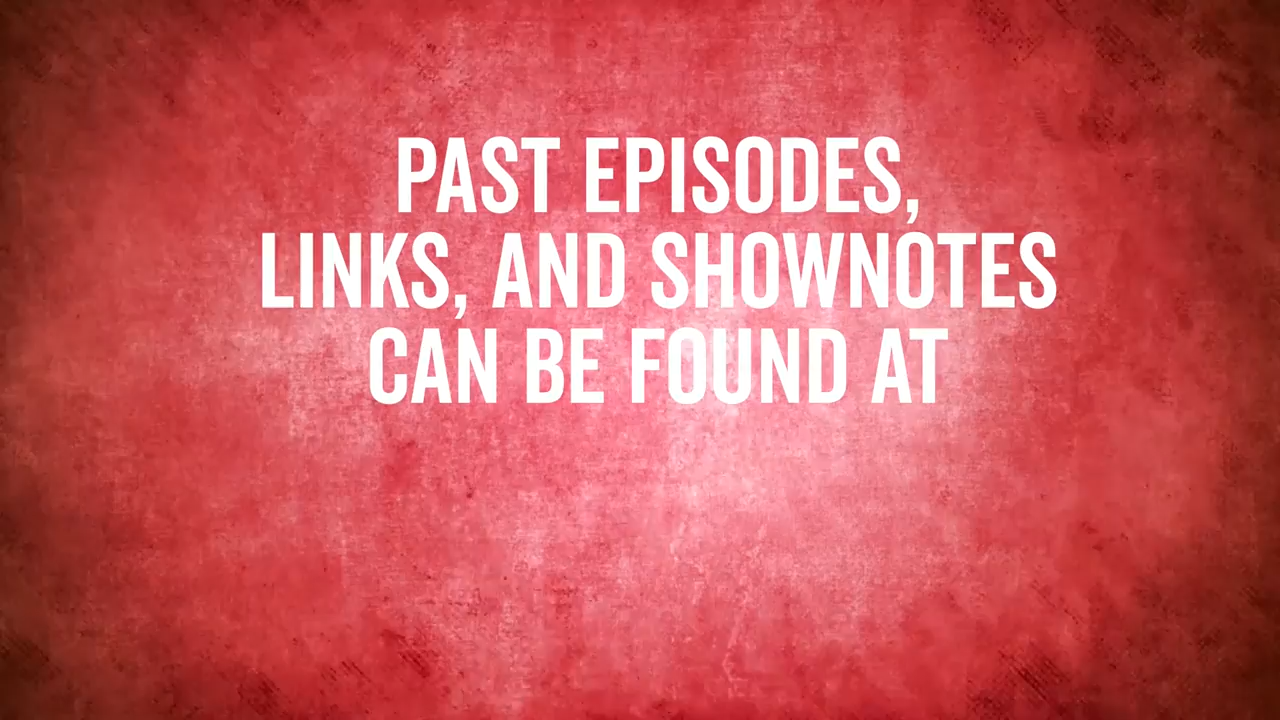 PAST EPISODES,
LINKS, AND SHOWNOTES
CAN BE FOUND AT